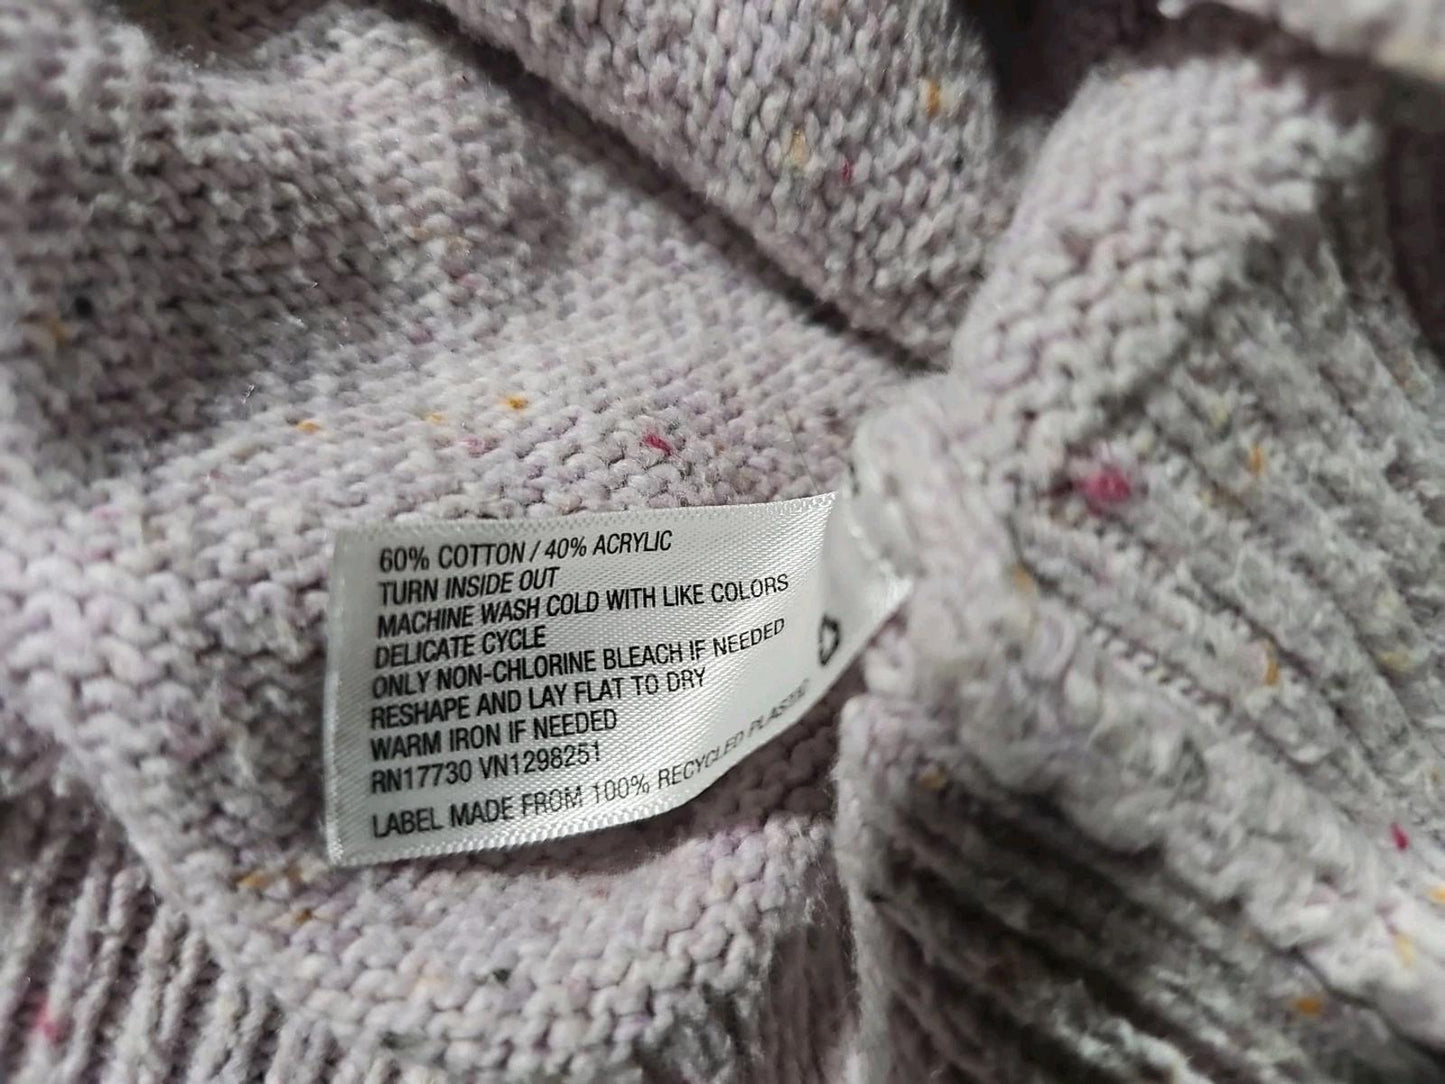 60% COTTON / 40% ACRYLIC
TURN INSIDE OUT
MACHINE WASH COLD WITH LIKE COLORS
DELICATE CYCLE
ONLY NON-CHLORINE BLEACH IF NEEDED
RESHAPE AND LAY FLAT TO DRY
WARM IRON IF NEEDED
RN17730 VN1298251
LABEL MADE FROM 100% RECYCLED PLASTIC